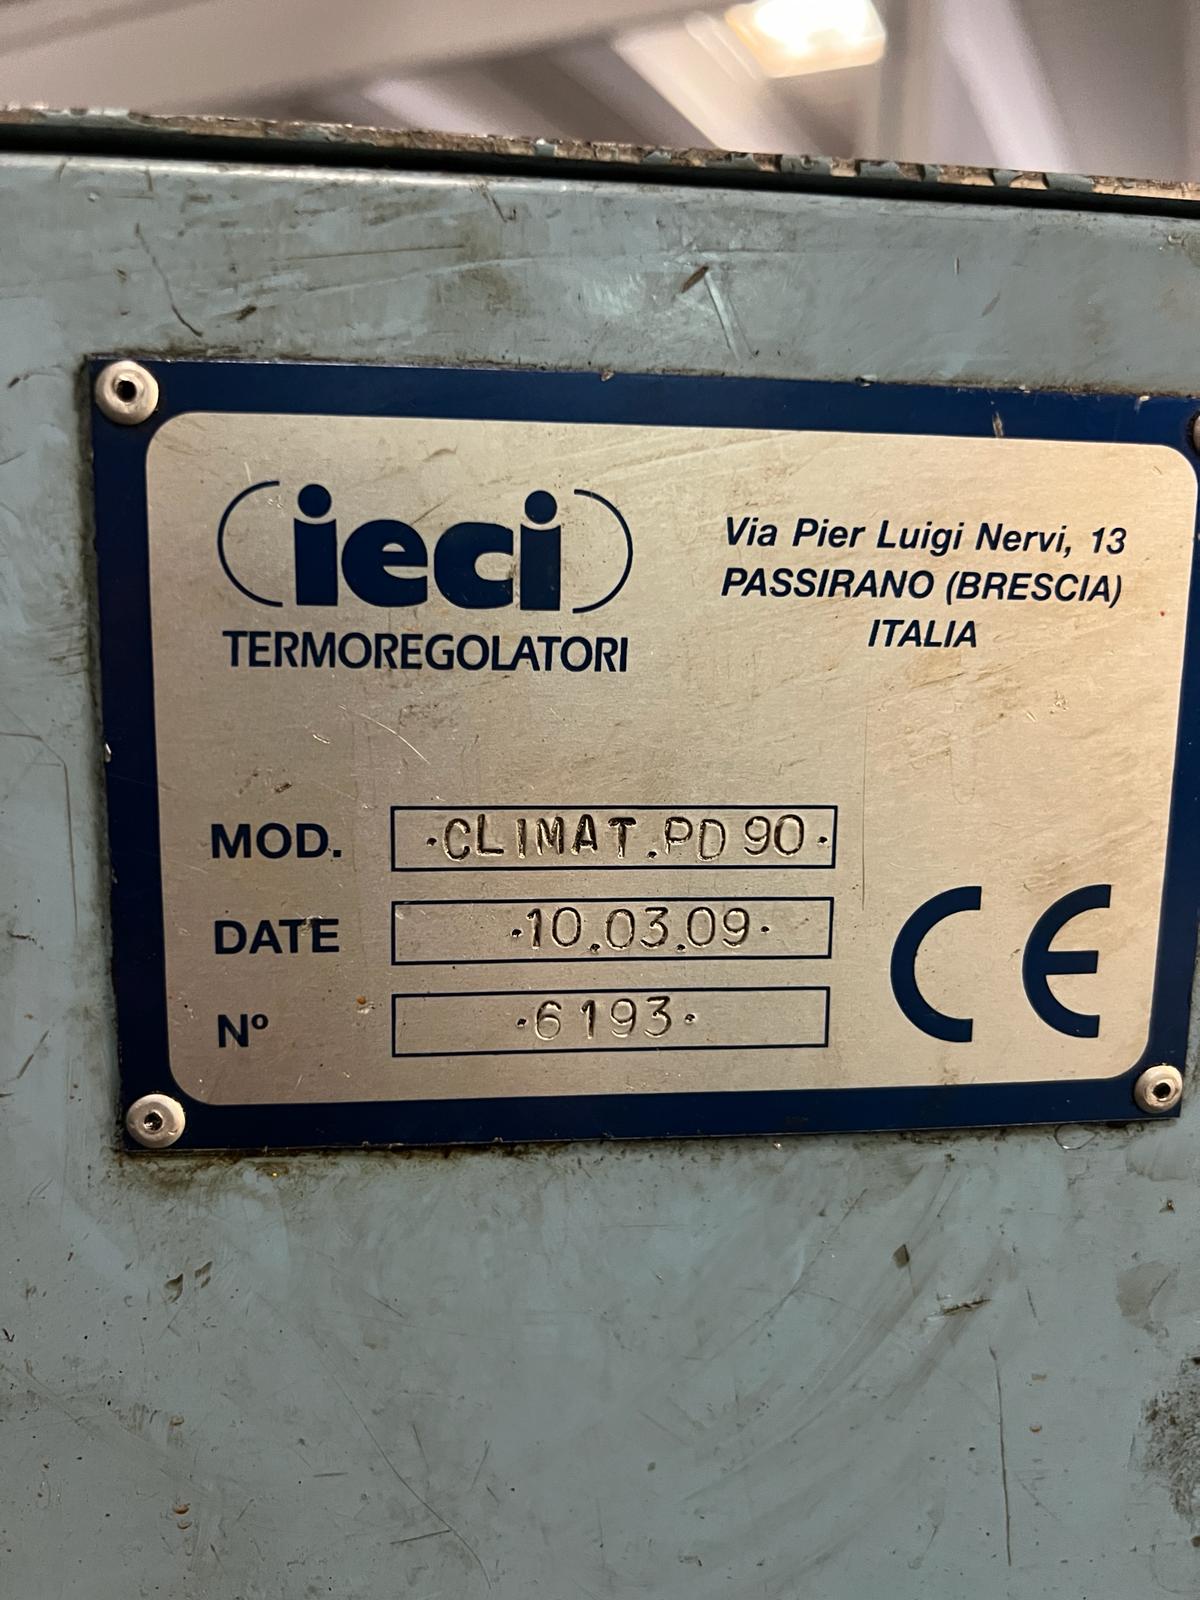 (ieci)
TERMOREGOLATORI
Via Pier Luigi Nervi, 13
PASSIRANO (BRESCIA)
ITALIA
MOD. ·CLIMAT.PD 90·
DATE ·10.03.09·
Nº ·6193·
CE